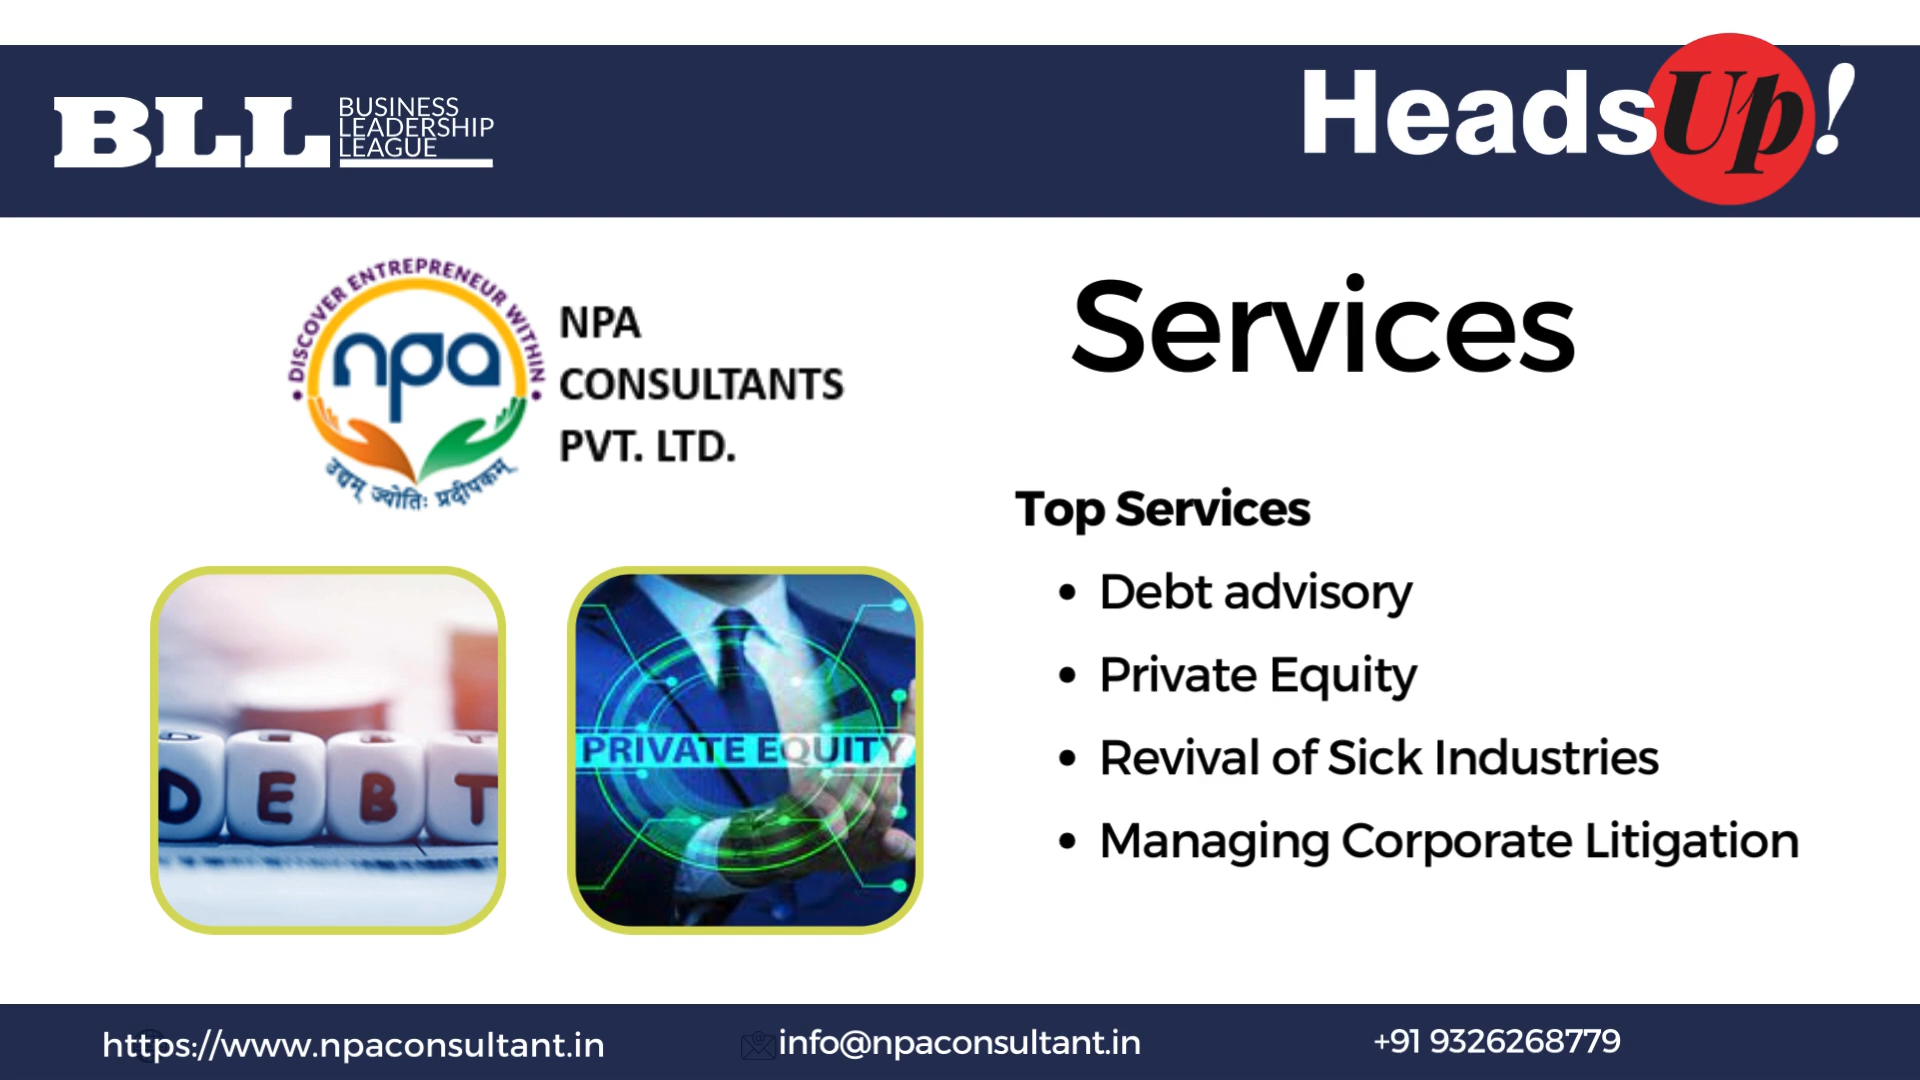 BLL
BUSINESS
LEADERSHIP
LEAGUE
HeadsUp!
• DISCOVER ENTREPRENEUR WITHIN •
npa
उद्यम् ज्योतिः प्रदीपकम्
NPA
CONSULTANTS
PVT. LTD.
Services
Top Services
• Debt advisory
• Private Equity
• Revival of Sick Industries
• Managing Corporate Litigation
DEBT
PRIVATE EQUITY
https://www.npaconsultant.in
info@npaconsultant.in
+91 9326268779